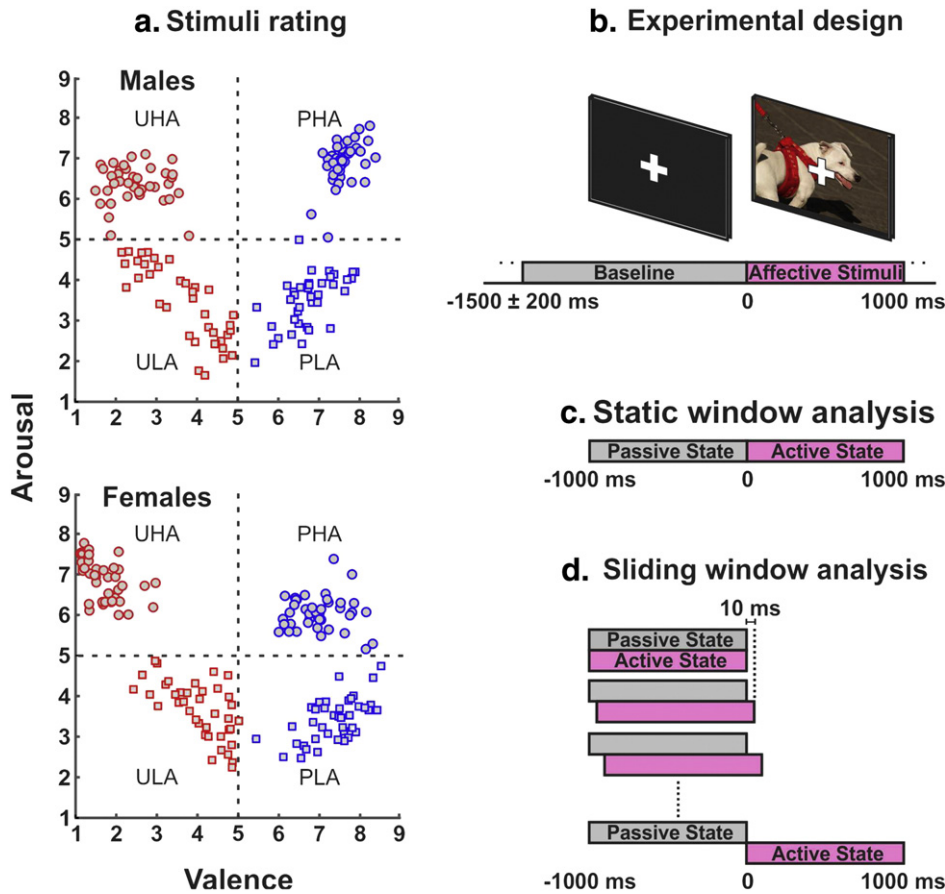 a. Stimuli rating
Males
UHA
PHA
ULA
PLA
9
8
7
6
5
4
3
2
1
1 2 3 4 5 6 7 8 9
Arousal
Females
UHA
PHA
ULA
PLA
9
8
7
6
5
4
3
2
1
1 2 3 4 5 6 7 8 9
Valence
b. Experimental design
Baseline
Affective Stimuli
-1500 ± 200 ms
0
1000 ms
c. Static window analysis
Passive State
Active State
-1000 ms
0
1000 ms
d. Sliding window analysis
10 ms
Passive State
Active State
Passive State
Active State
-1000 ms
0
1000 ms